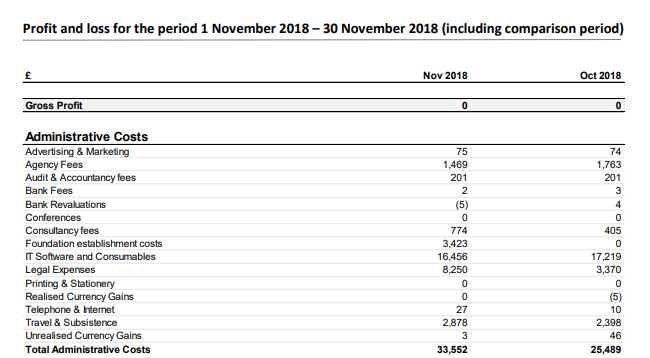 Profit and loss for the period 1 November 2018 – 30 November 2018 (including comparison period)
£ Nov 2018 Oct 2018
Gross Profit 0 0
Administrative Costs
Advertising & Marketing 75 74
Agency Fees 1,469 1,763
Audit & Accountancy fees 201 201
Bank Fees 2 3
Bank Revaluations (5) 4
Conferences 0 0
Consultancy fees 774 405
Foundation establishment costs 3,423 0
IT Software and Consumables 16,456 17,219
Legal Expenses 8,250 3,370
Printing & Stationery 0 0
Realised Currency Gains 0 (5)
Telephone & Internet 27 10
Travel & Subsistence 2,878 2,398
Unrealised Currency Gains 3 46
Total Administrative Costs 33,552 25,489